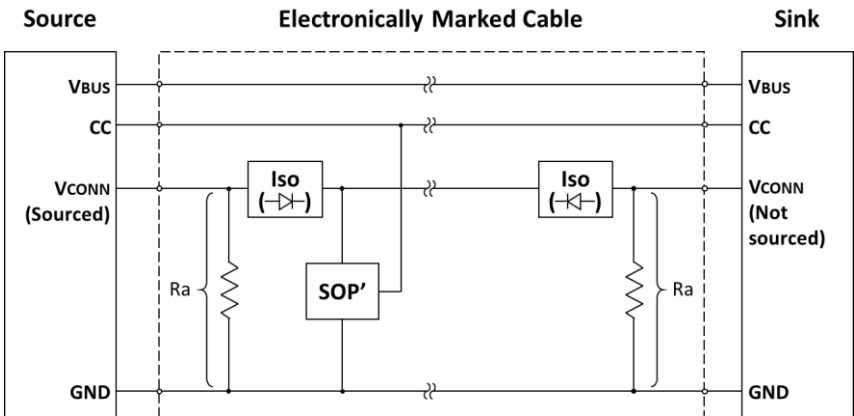 Source
Electronically Marked Cable
Sink
VBUS
VBUS
CC
CC
VCONN
(Sourced)
Iso
Iso
VCONN
(Not
sourced)
Ra
SOP'
Ra
GND
GND